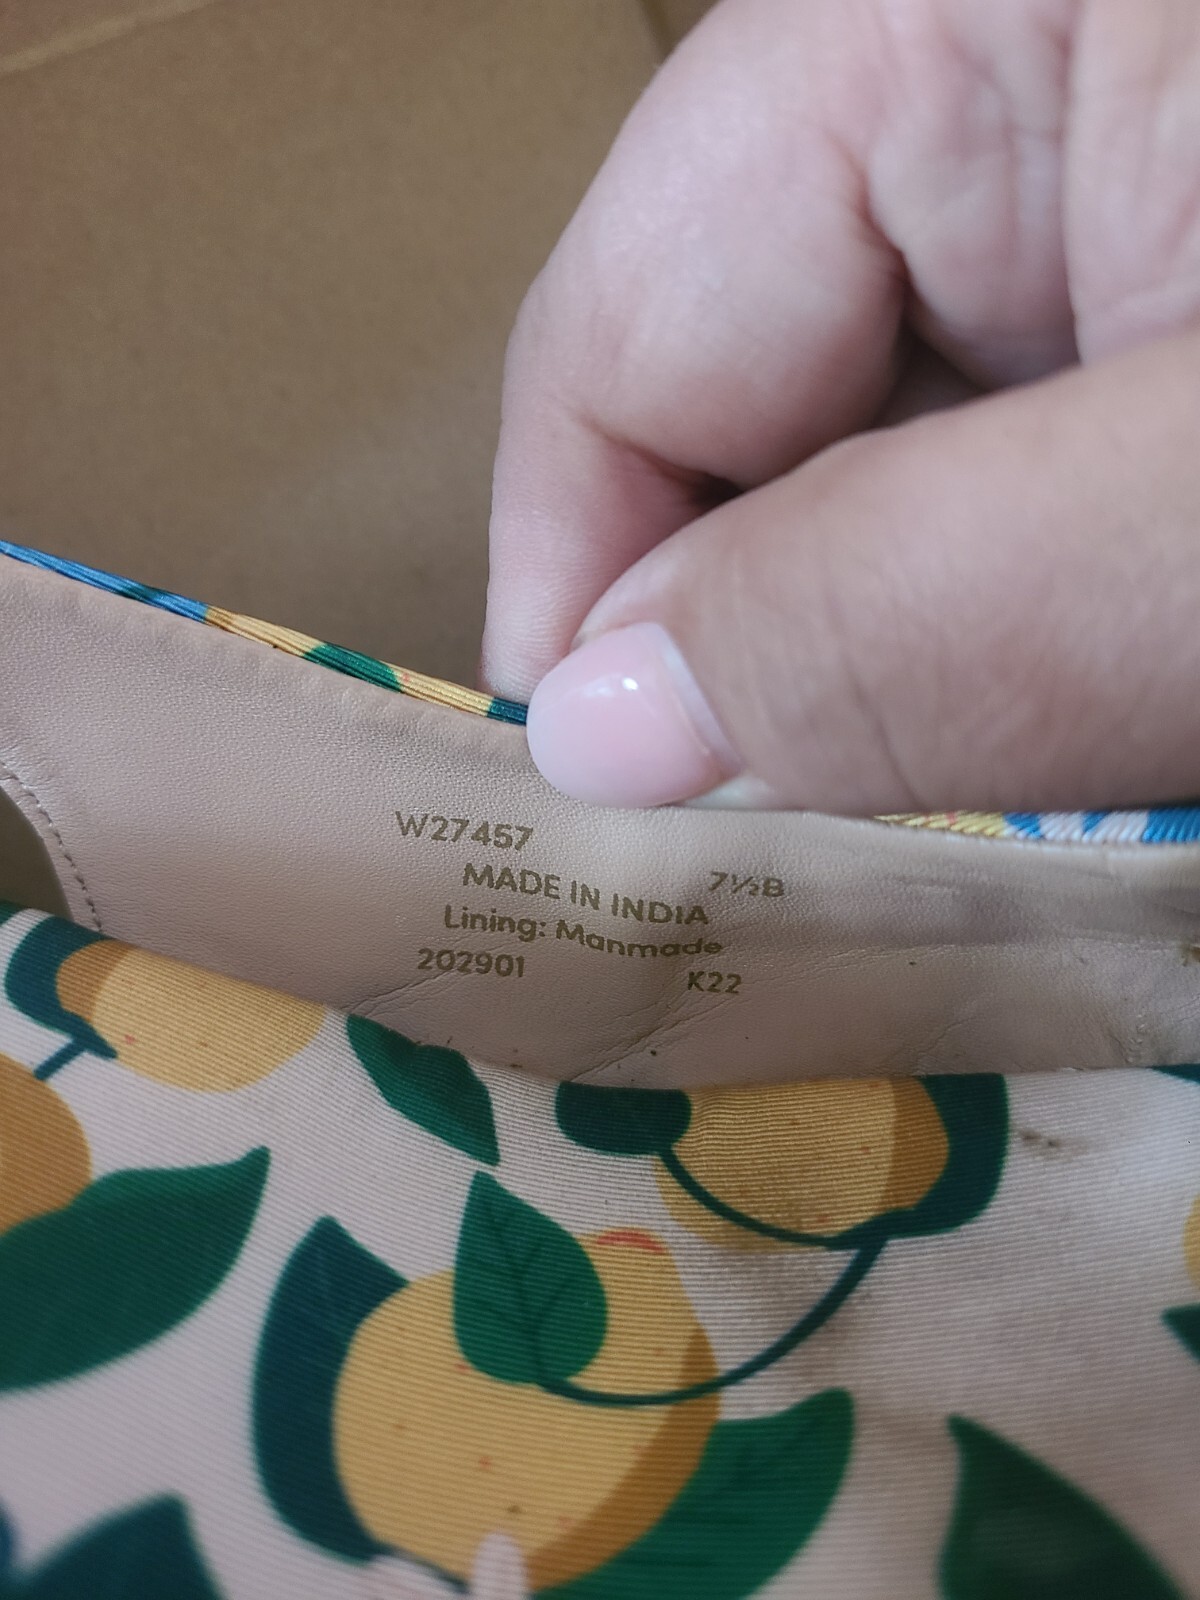 W27457
MADE IN INDIA 7½B
Lining: Manmade
202901 K22